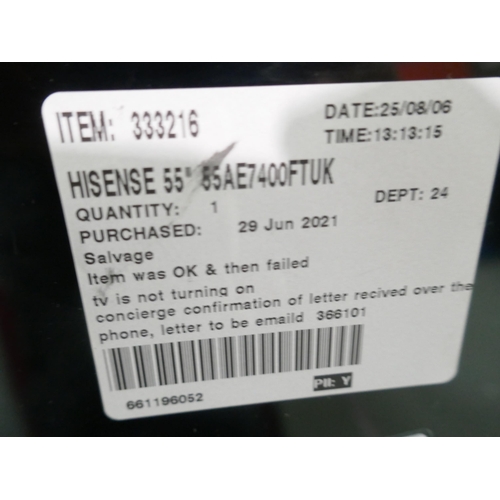 ITEM: 333216
DATE:25/08/06
TIME:13:13:15
HISENSE 55" 55AE7400FTUK
DEPT: 24
QUANTITY: 1
PURCHASED: 29 Jun 2021
Salvage
Item was OK & then failed
tv is not turning on
concierge confirmation of letter recived over the
phone, letter to be emaild 366101
661196052
PII: Y